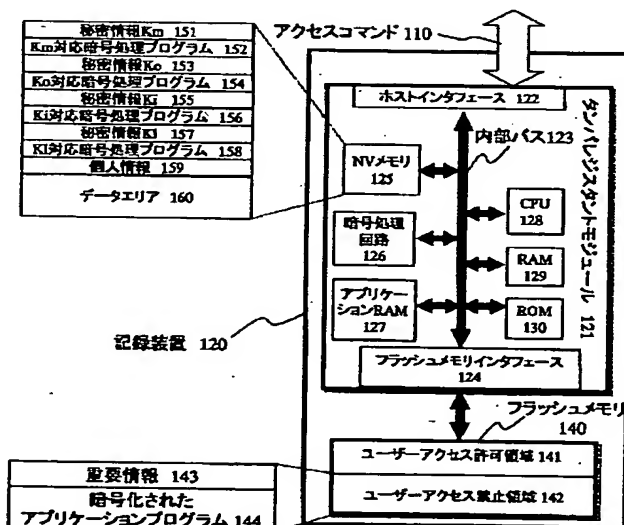 秘密情報Km 151
Km対応暗号処理プログラム 152
秘密情報Ko 153
Ko対応暗号処理プログラム 154
秘密情報Ki 155
Ki対応暗号処理プログラム 156
秘密情報Kl 157
Kl対応暗号処理プログラム 158
個人情報 159
データエリア 160
アクセスコマンド 110
ホストインタフェース 122
内部バス123
NVメモリ
125
CPU
128
暗号処理
回路
126
RAM
129
アプリケー
ションRAM
127
ROM
130
タンパレジスタントモジュール 121
記録装置 120
フラッシュメモリインタフェース
124
フラッシュメモリ
140
ユーザーアクセス許可領域 141
ユーザーアクセス禁止領域 142
重要情報 143
暗号化された
アプリケーションプログラム 144